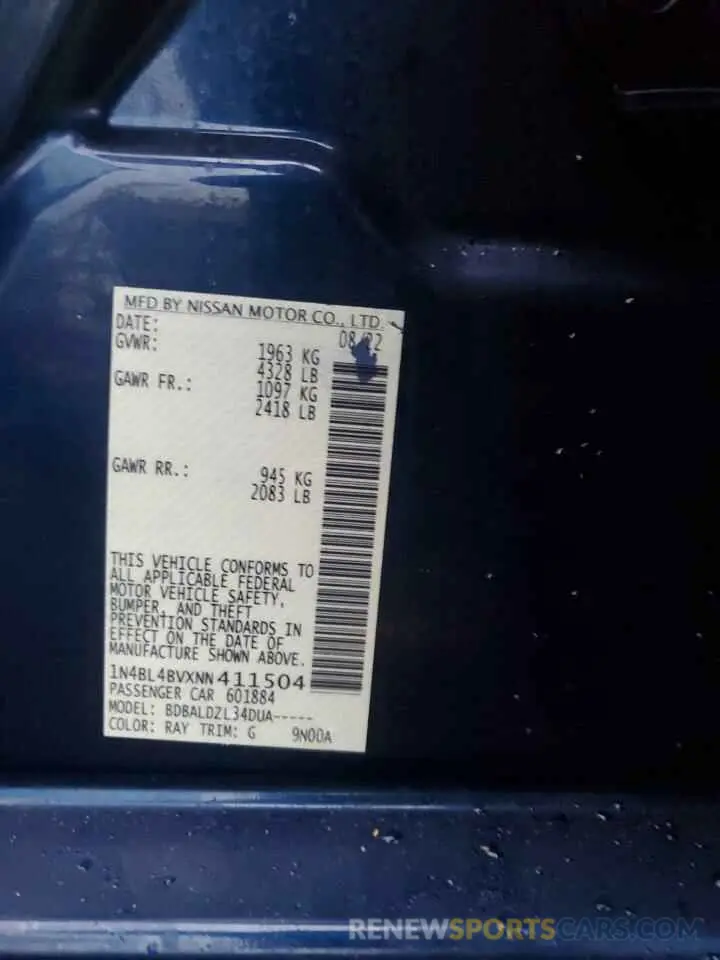 MFD BY NISSAN MOTOR CO., LTD.
DATE: 08/22
GVWR: 1963 KG
4328 LB
GAWR FR.: 1097 KG
2418 LB
GAWR RR.: 945 KG
2083 LB
THIS VEHICLE CONFORMS TO
ALL APPLICABLE FEDERAL
MOTOR VEHICLE SAFETY,
BUMPER, AND THEFT
PREVENTION STANDARDS IN
EFFECT ON THE DATE OF
MANUFACTURE SHOWN ABOVE.
1N4BL4BVXNN411504
PASSENGER CAR 601884
MODEL: BDBALDZL34DUA-----
COLOR: RAY TRIM: G 9N00A
RENEWSPORTSCARS.COM